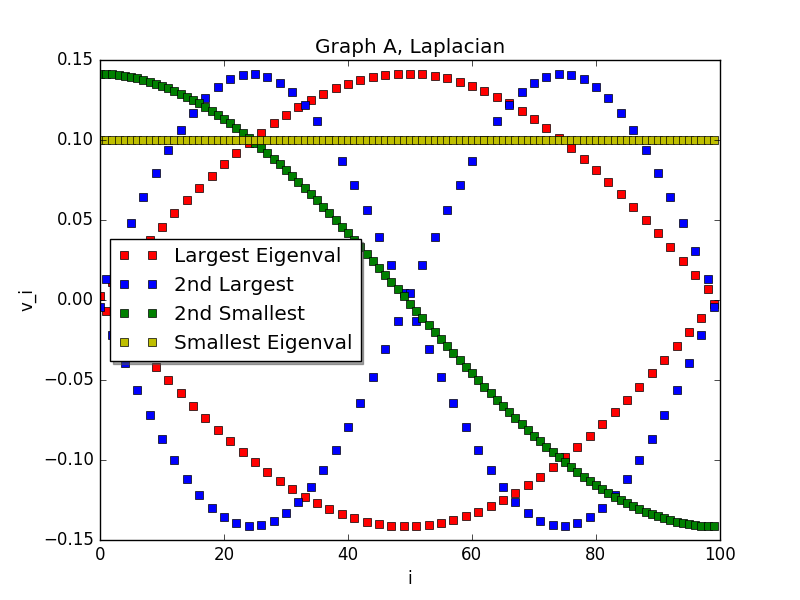 Graph A, Laplacian
0.15
0.10
0.05
0.00
−0.05
−0.10
−0.15
v_i
Largest Eigenval
2nd Largest
2nd Smallest
Smallest Eigenval
0 20 40 60 80 100
i